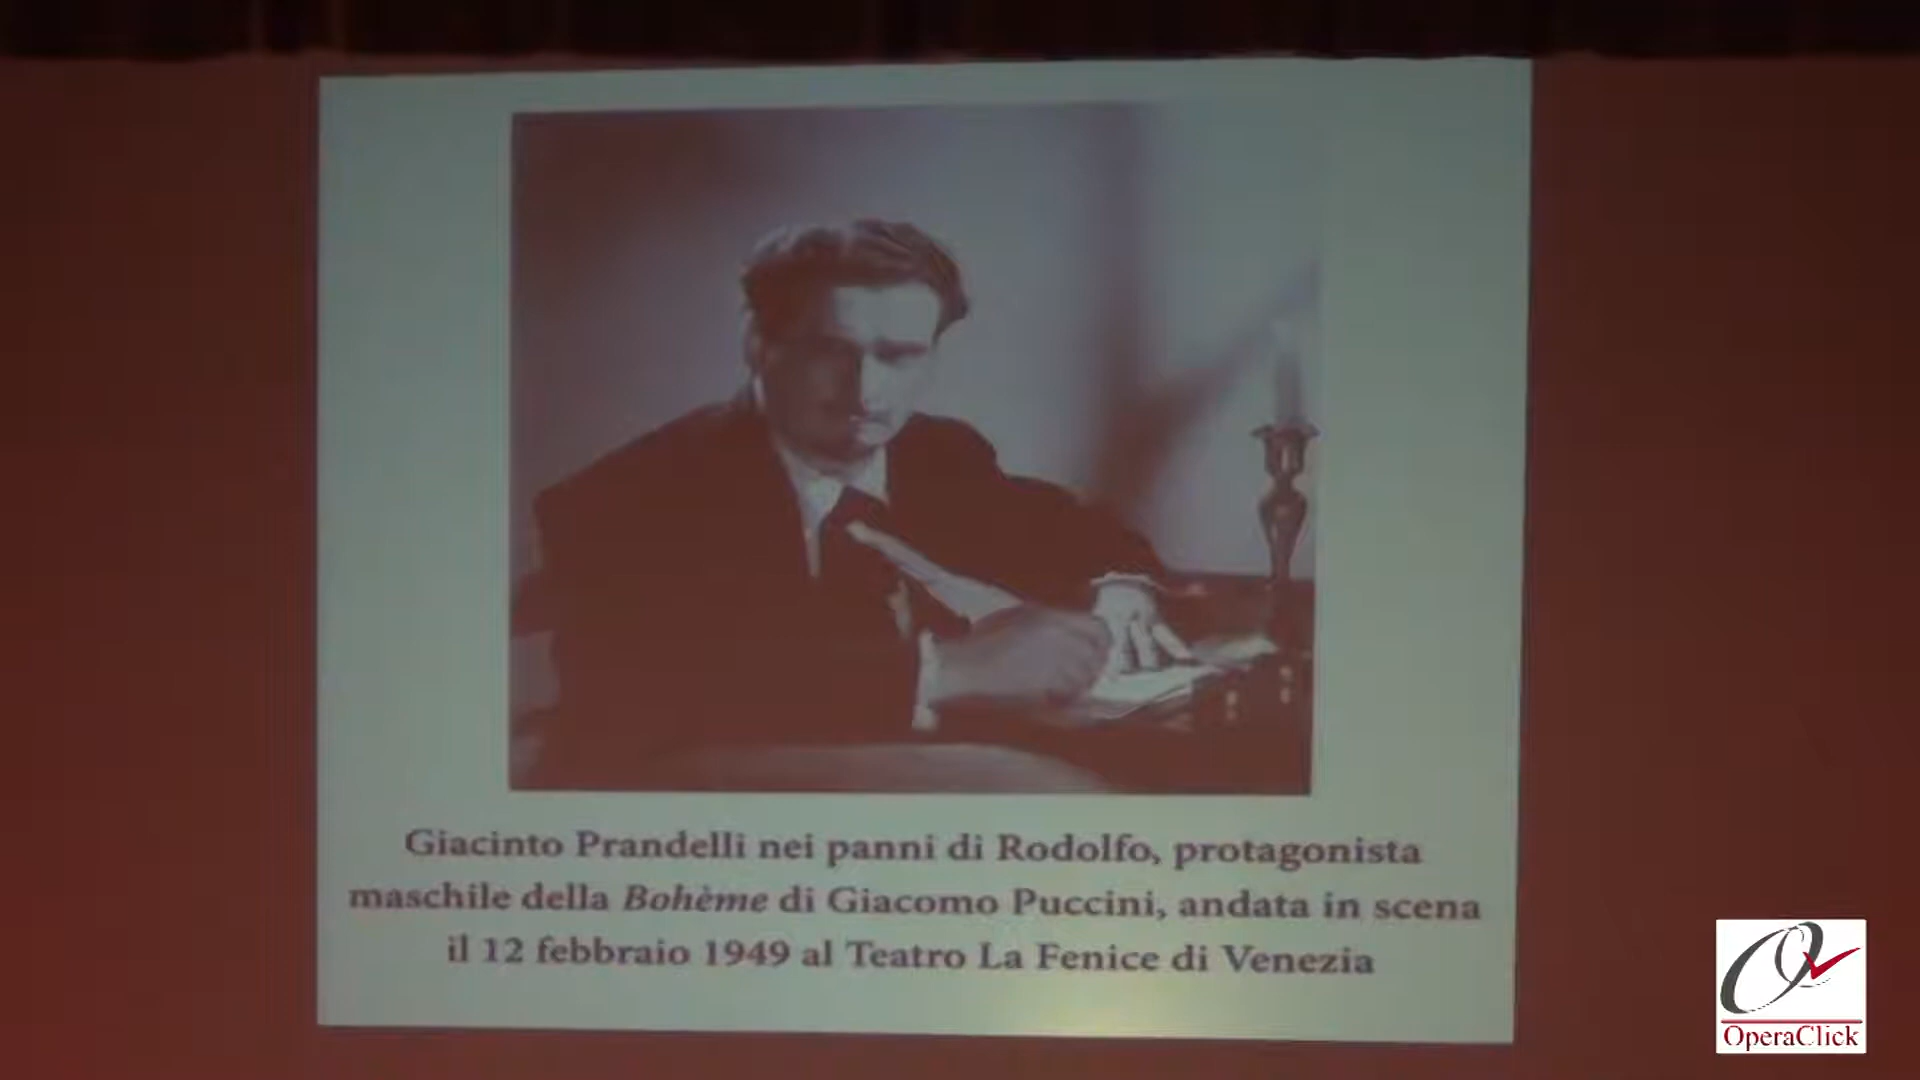 Giacinto Prandelli nei panni di Rodolfo, protagonista
maschile della Bohème di Giacomo Puccini, andata in scena
il 12 febbraio 1949 al Teatro La Fenice di Venezia
OperaClick